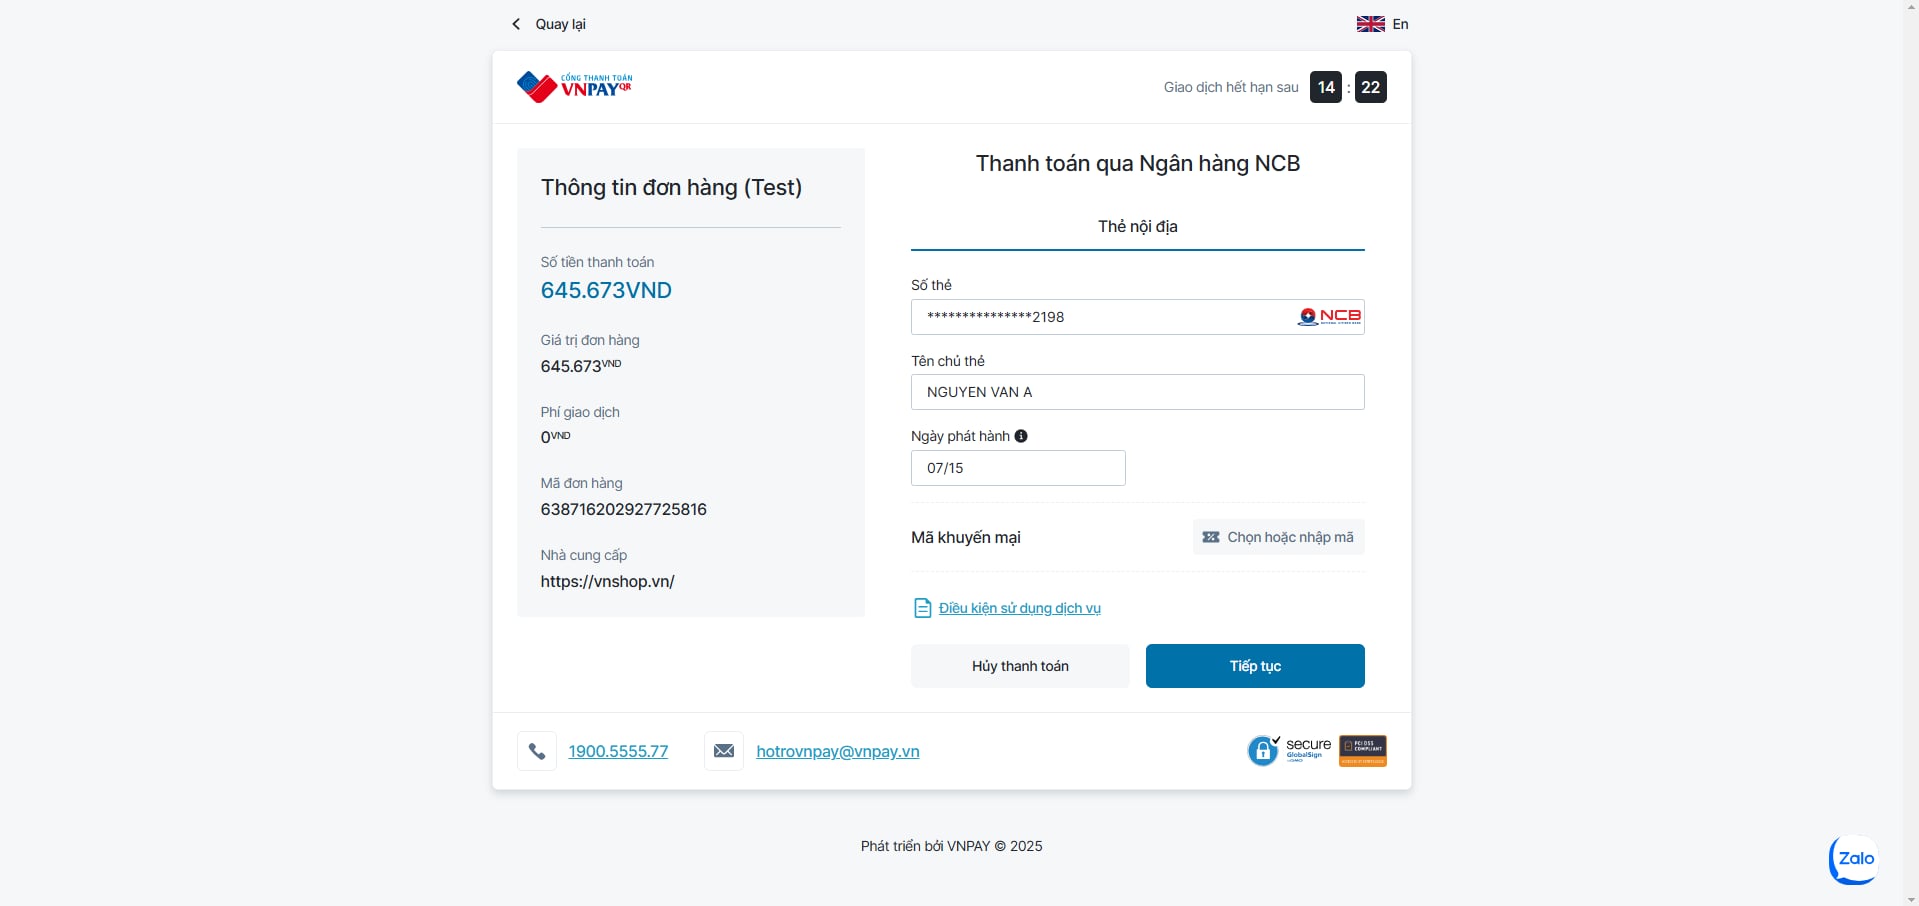 Quay lại
En
CỔNG THANH TOÁN
VNPAYQR
Giao dịch hết hạn sau 14 : 22
Thông tin đơn hàng (Test)
Số tiền thanh toán
645.673VND
Giá trị đơn hàng
645.673VND
Phí giao dịch
0VND
Mã đơn hàng
638716202927725816
Nhà cung cấp
https://vnshop.vn/
Thanh toán qua Ngân hàng NCB
Thẻ nội địa
Số thẻ
***************2198
NCB
Tên chủ thẻ
NGUYEN VAN A
Ngày phát hành
07/15
Mã khuyến mại
Chọn hoặc nhập mã
Điều kiện sử dụng dịch vụ
Hủy thanh toán
Tiếp tục
1900.5555.77
hotrovnpay@vnpay.vn
secure
GlobalSign
PCI DSS
COMPLIANT
Phát triển bởi VNPAY © 2025
Zalo